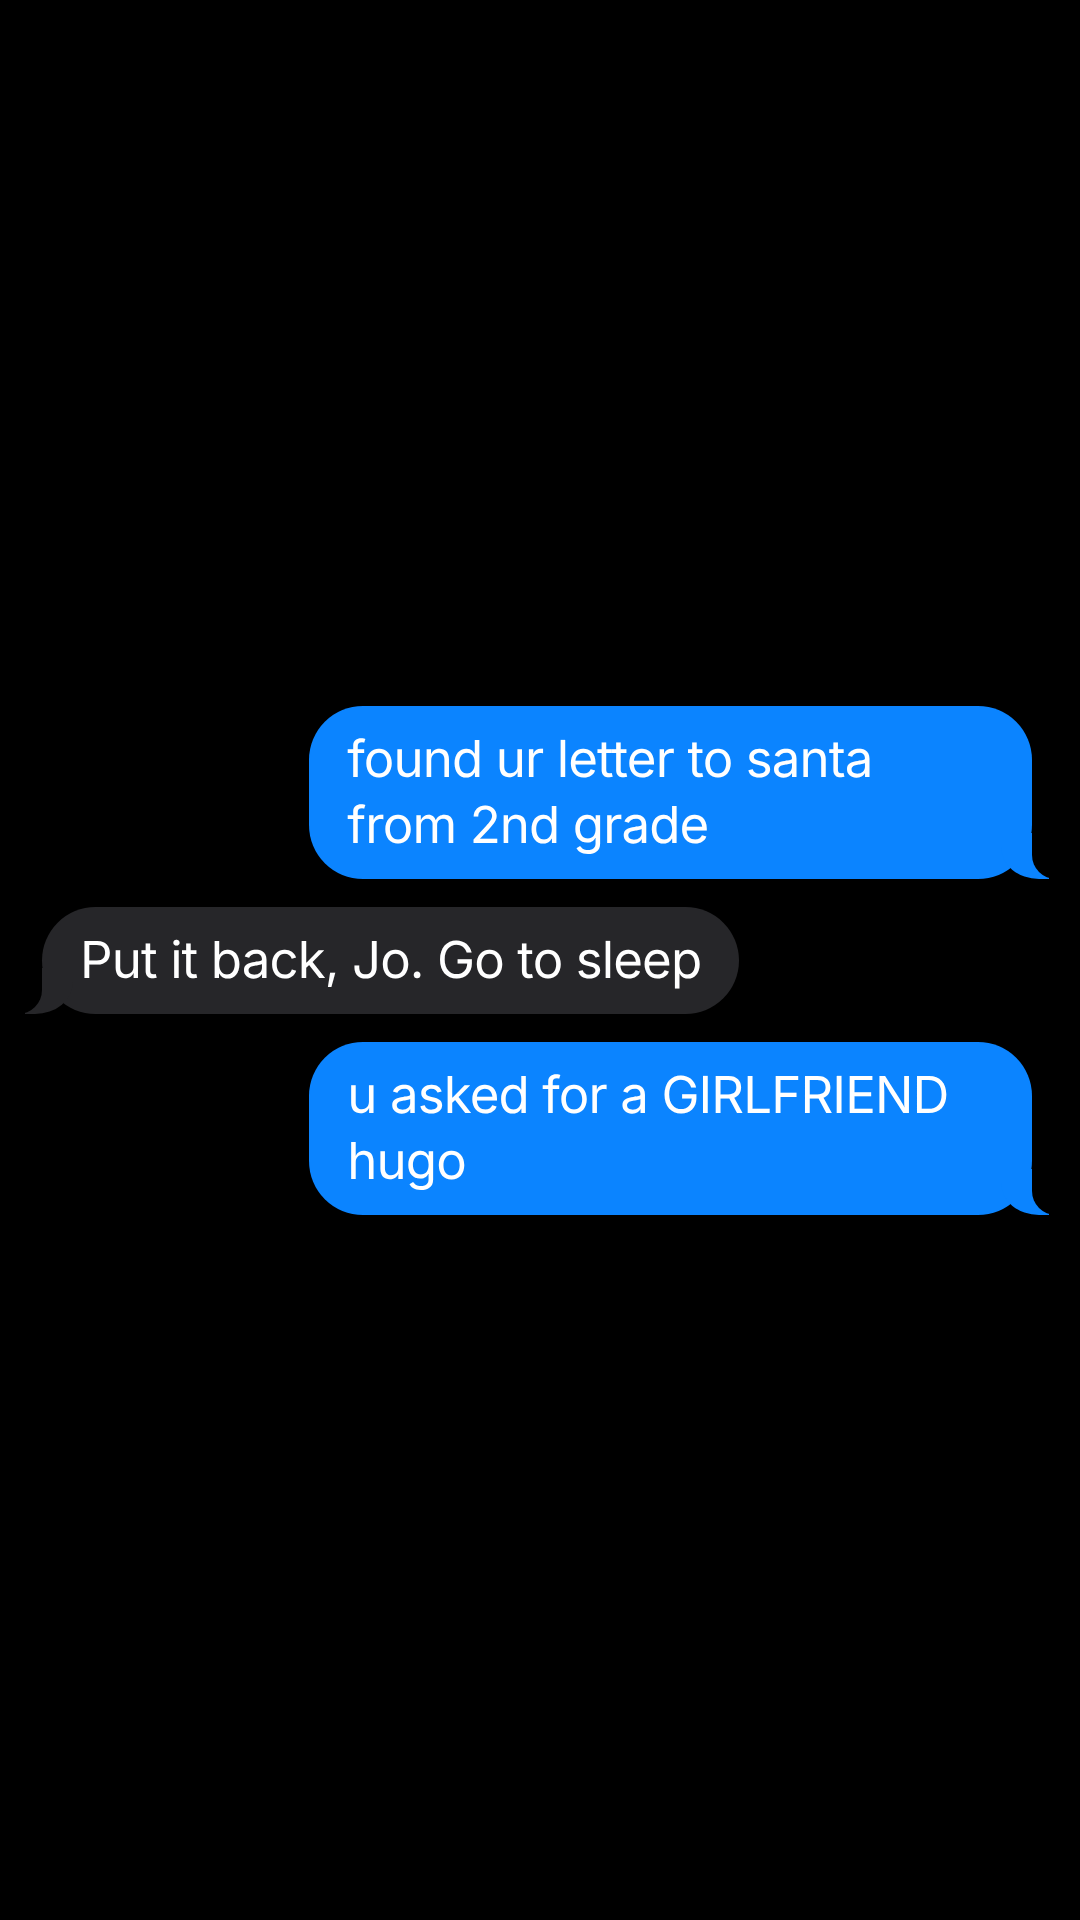 found ur letter to santa
from 2nd grade
Put it back, Jo. Go to sleep
u asked for a GIRLFRIEND
hugo